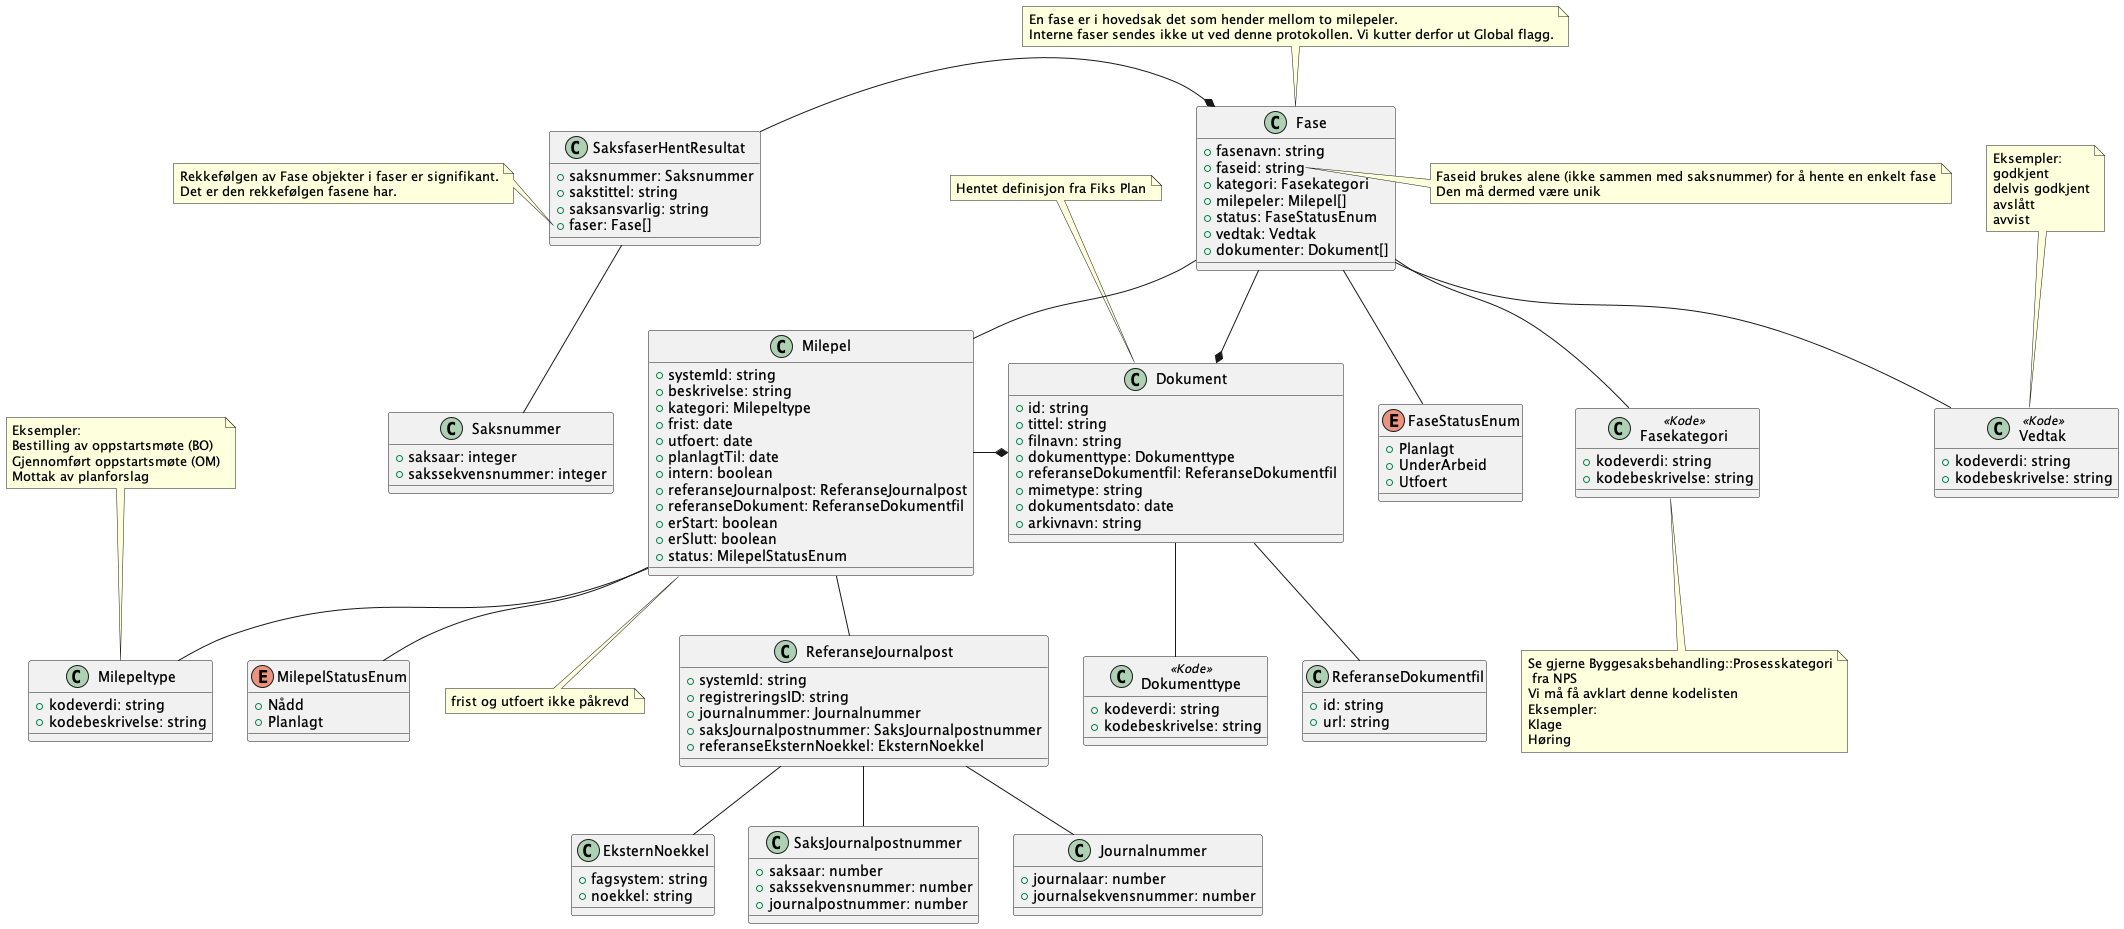 En fase er i hovedsak det som hender mellom to milepeler.
Interne faser sendes ikke ut ved denne protokollen. Vi kutter derfor ut Global flagg.
C SaksfaserHentResultat
saksnummer: Saksnummer
sakstittel: string
saksansvarlig: string
faser: Fase[]
Rekkefølgen av Fase objekter i faser er signifikant.
Det er den rekkefølgen fasene har.
C Fase
fasenavn: string
faseid: string
kategori: Fasekategori
milepeler: Milepel[]
status: FaseStatusEnum
vedtak: Vedtak
dokumenter: Dokument[]
Hentet definisjon fra Fiks Plan
Faseid brukes alene (ikke sammen med saksnummer) for å hente en enkelt fase
Den må dermed være unik
Eksempler:
godkjent
delvis godkjent
avslått
avvist
C Milepel
systemId: string
beskrivelse: string
kategori: Milepeltype
frist: date
utfoert: date
planlagtTil: date
intern: boolean
referanseJournalpost: ReferanseJournalpost
referanseDokument: ReferanseDokumentfil
erStart: boolean
erSlutt: boolean
status: MilepelStatusEnum
C Dokument
id: string
tittel: string
filnavn: string
dokumenttype: Dokumenttype
referanseDokumentfil: ReferanseDokumentfil
mimetype: string
dokumentsdato: date
arkivnavn: string
C Saksnummer
saksaar: integer
sakssekvensnummer: integer
E FaseStatusEnum
Planlagt
UnderArbeid
Utfoert
C «Kode»
Fasekategori
kodeverdi: string
kodebeskrivelse: string
C «Kode»
Vedtak
kodeverdi: string
kodebeskrivelse: string
Eksempler:
Bestilling av oppstartsmøte (BO)
Gjennomført oppstartsmøte (OM)
Mottak av planforslag
C Milepeltype
kodeverdi: string
kodebeskrivelse: string
E MilepelStatusEnum
Nådd
Planlagt
frist og utfoert ikke påkrevd
C ReferanseJournalpost
systemId: string
registreringsID: string
journalnummer: Journalnummer
saksJournalpostnummer: SaksJournalpostnummer
referanseEksternNoekkel: EksternNoekkel
C «Kode»
Dokumenttype
kodeverdi: string
kodebeskrivelse: string
C ReferanseDokumentfil
id: string
url: string
Se gjerne Byggesaksbehandling::Prosesskategori
fra NPS
Vi må få avklart denne kodelisten
Eksempler:
Klage
Høring
C EksternNoekkel
fagsystem: string
noekkel: string
C SaksJournalpostnummer
saksaar: number
sakssekvensnummer: number
journalpostnummer: number
C Journalnummer
journalaar: number
journalsekvensnummer: number